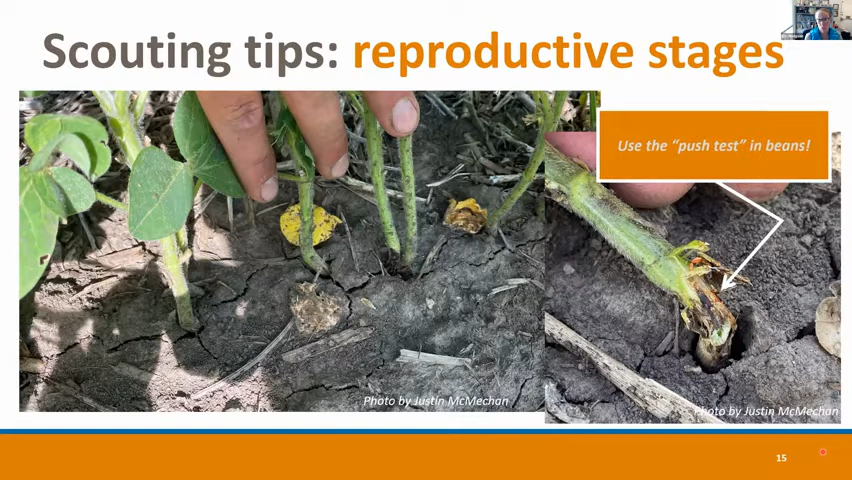 Scouting tips: reproductive stages
Use the “push test” in beans!
Photo by Justin McMechan
Photo by Justin McMechan
15